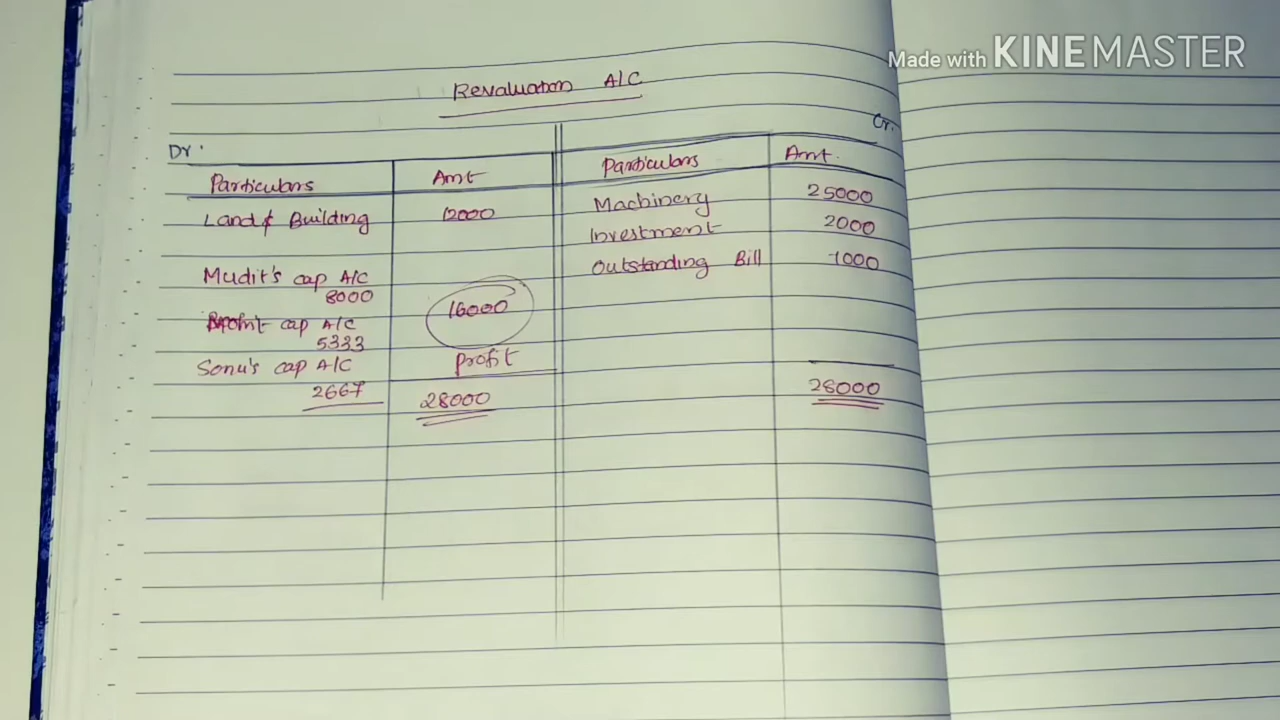 Made with KINEMASTER
Revaluation A/C
Dr.
Cr.
Particulars Amt Particulars Amt.
Land & Building 12000 Machinery 25000
Investment 2000
Mudit's cap A/C Outstanding Bill 1000
8000
cap A/C 16000
5333
Sonu's cap A/C Profit
2667 28000 28000